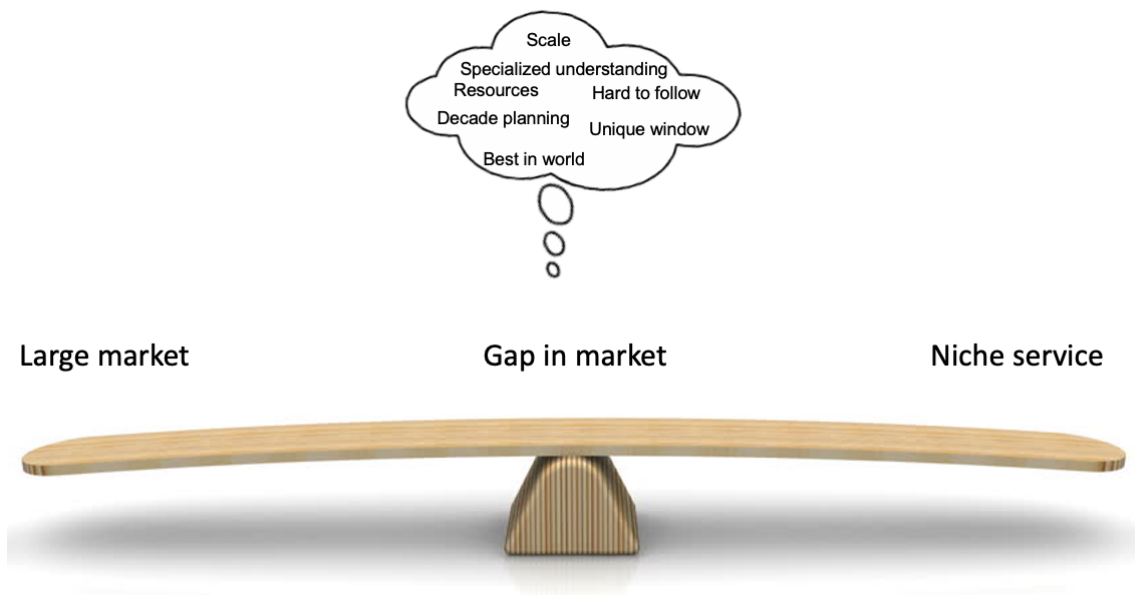 Scale
Specialized understanding
Resources
Hard to follow
Decade planning
Unique window
Best in world
Large market
Gap in market
Niche service